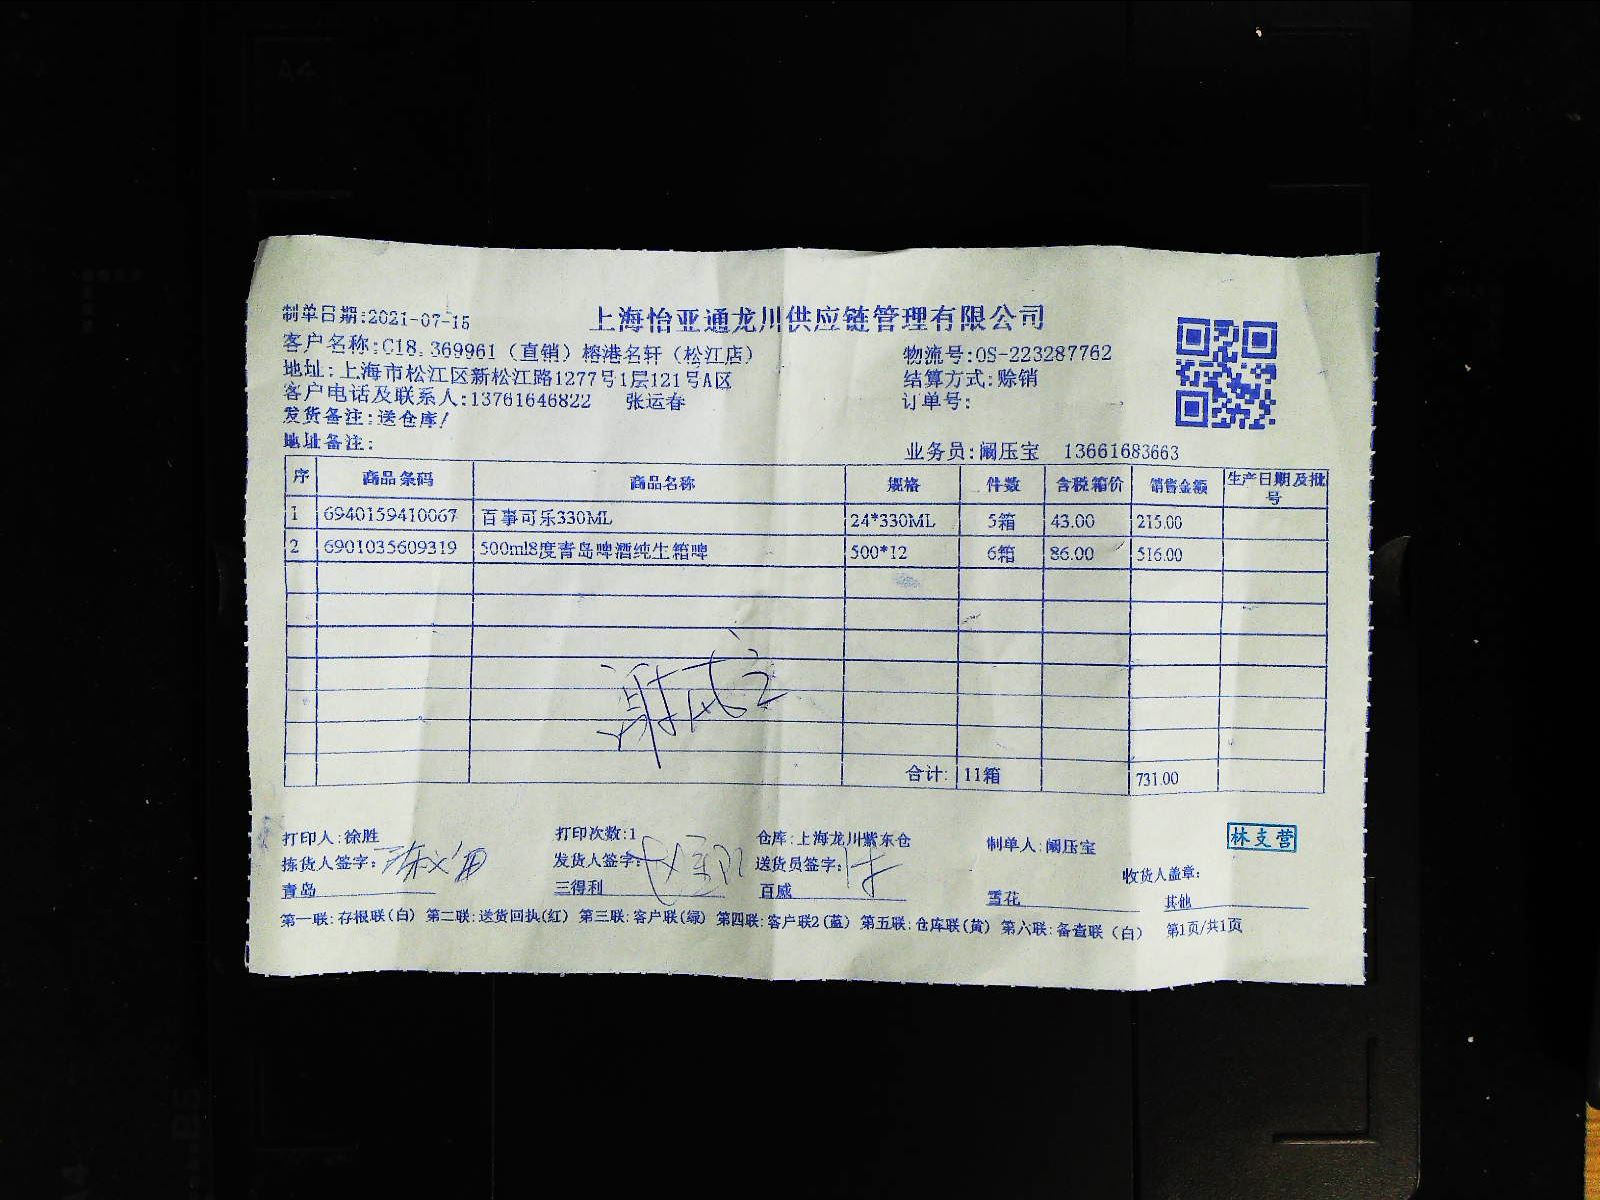 制单日期:2021-07-15 上海怡亚通龙川供应链管理有限公司
客户名称:C18.369961（直销）榕港名轩（松江店） 物流号:OS-223287762
地址:上海市松江区新松江路1277号1层121号A区 结算方式:赊销
客户电话及联系人:13761646822 张运春 订单号:
发货备注:送仓库!
地址备注: 业务员:阚压宝 13661683663
序 商品条码 商品名称 规格 件数 含税箱价 销售金额 生产日期及批号
1 6940159410067 百事可乐330ML 24*330ML 5箱 43.00 215.00
2 6901035609319 500ml8度青岛啤酒纯生箱啤 500*12 6箱 86.00 516.00
合计: 11箱 731.00
打印人:徐胜 打印次数:1 仓库:上海龙川紫东仓 制单人:阚压宝 林支营
拣货人签字: 发货人签字: 送货员签字: 收货人盖章:
青岛 三得利 百威 雪花 其他
第一联:存根联(白) 第二联:送货回执(红) 第三联:客户联(绿) 第四联:客户联2(蓝) 第五联:仓库联(黄) 第六联:备查联(白) 第1页/共1页